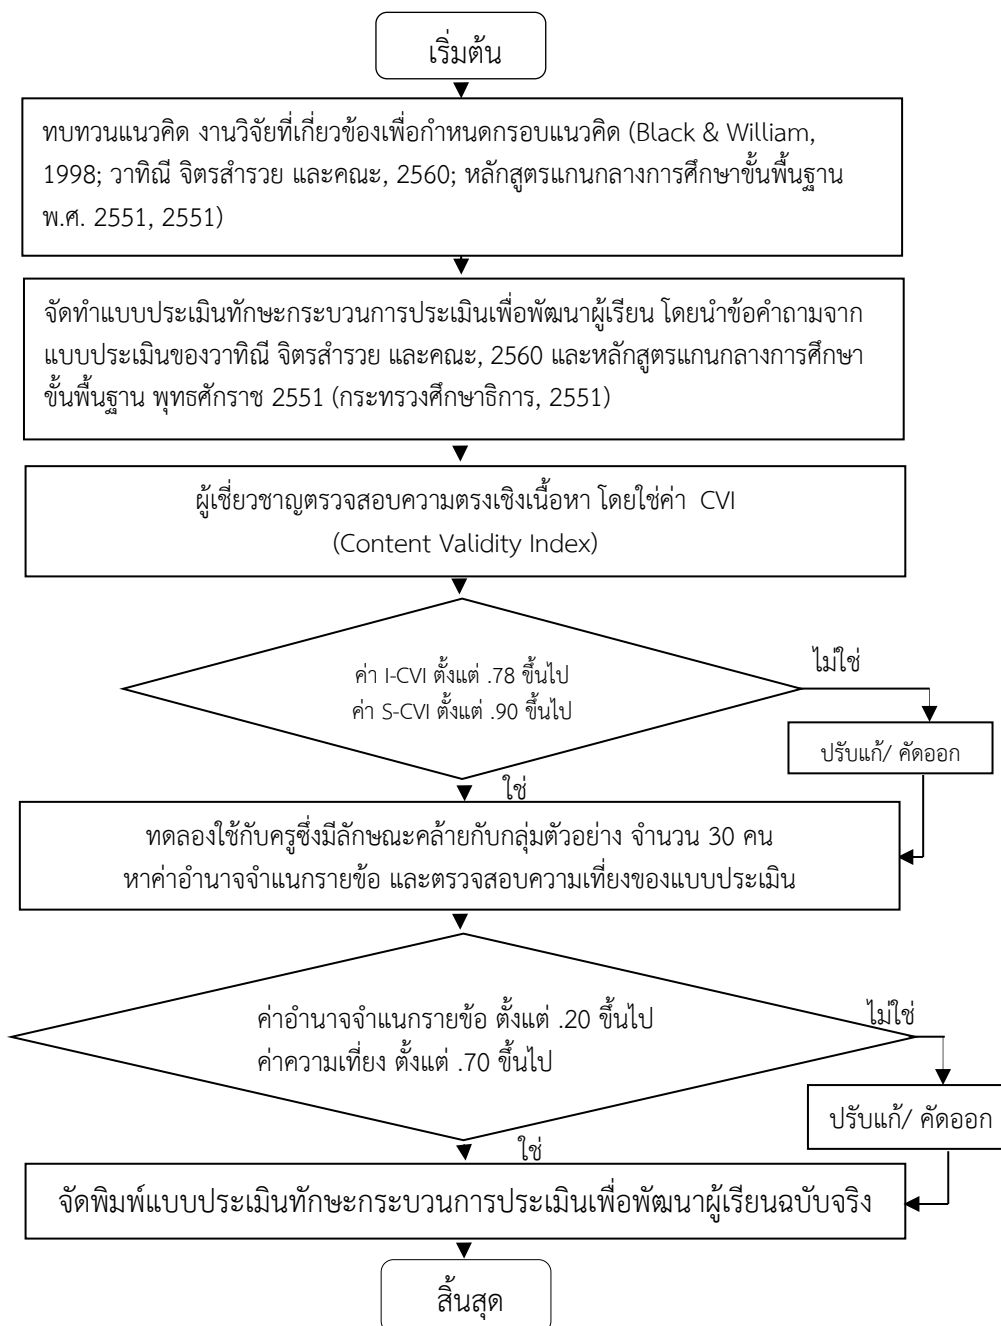 เริ่มต้น
ทบทวนแนวคิด งานวิจัยที่เกี่ยวข้องเพื่อกำหนดกรอบแนวคิด (Black & William,
1998; วาทิณี จิตรสำรวย และคณะ, 2560; หลักสูตรแกนกลางการศึกษาขั้นพื้นฐาน
พ.ศ. 2551, 2551)
จัดทำแบบประเมินทักษะกระบวนการประเมินเพื่อพัฒนาผู้เรียน โดยนำข้อคำถามจาก
แบบประเมินของวาทิณี จิตรสำรวย และคณะ, 2560 และหลักสูตรแกนกลางการศึกษา
ขั้นพื้นฐาน พุทธศักราช 2551 (กระทรวงศึกษาธิการ, 2551)
ผู้เชี่ยวชาญตรวจสอบความตรงเชิงเนื้อหา โดยใช่ค่า CVI
(Content Validity Index)
ไม่ใช่
ค่า I-CVI ตั้งแต่ .78 ขึ้นไป
ค่า S-CVI ตั้งแต่ .90 ขึ้นไป
ปรับแก้/ คัดออก
ใช่
ทดลองใช้กับครูซึ่งมีลักษณะคล้ายกับกลุ่มตัวอย่าง จำนวน 30 คน
หาค่าอำนาจจำแนกรายข้อ และตรวจสอบความเที่ยงของแบบประเมิน
ไม่ใช่
ค่าอำนาจจำแนกรายข้อ ตั้งแต่ .20 ขึ้นไป
ค่าความเที่ยง ตั้งแต่ .70 ขึ้นไป
ปรับแก้/ คัดออก
ใช่
จัดพิมพ์แบบประเมินทักษะกระบวนการประเมินเพื่อพัฒนาผู้เรียนฉบับจริง
สิ้นสุด